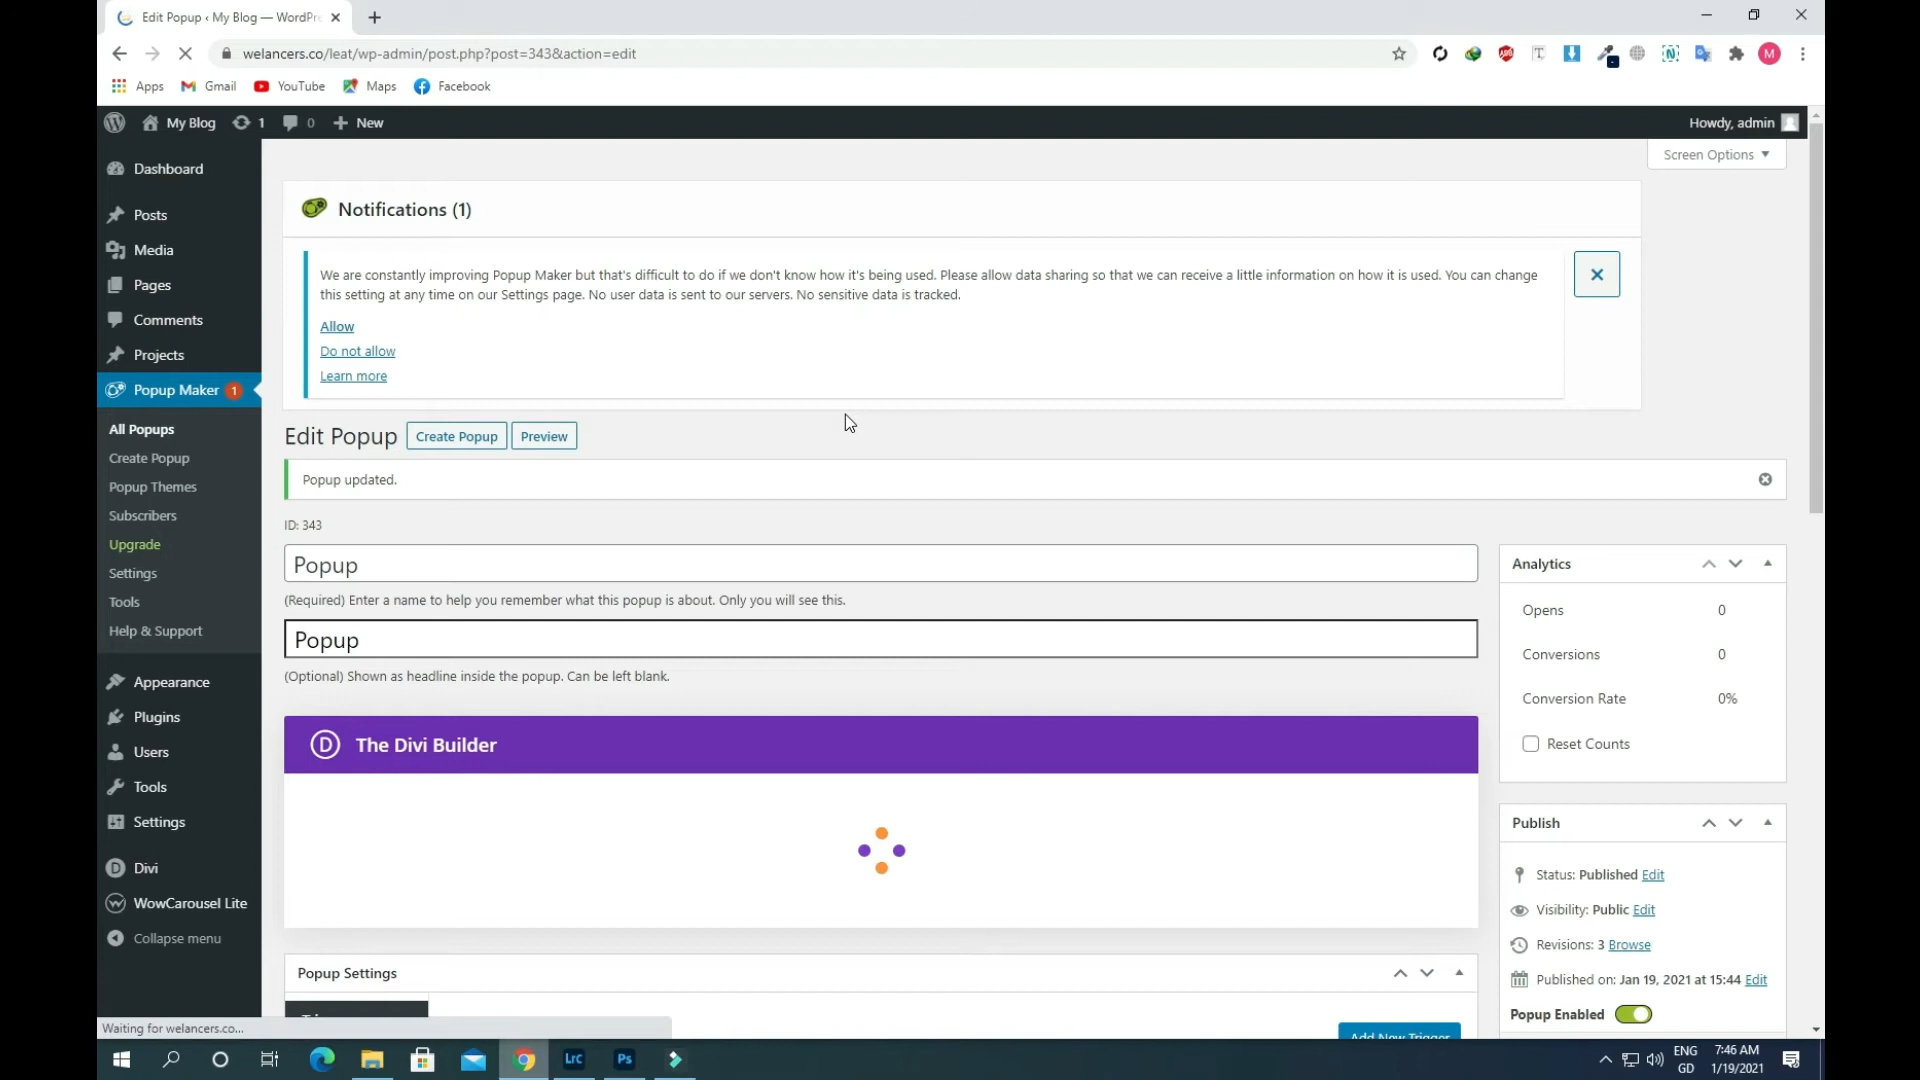 Edit Popup ‹ My Blog — WordPr
welancers.co/leat/wp-admin/post.php?post=343&action=edit
Apps Gmail YouTube Maps Facebook
My Blog 1 0 New Howdy, admin
Screen Options
Dashboard
Posts
Media
Pages
Comments
Projects
Popup Maker 1
All Popups
Create Popup
Popup Themes
Subscribers
Upgrade
Settings
Tools
Help & Support
Appearance
Plugins
Users
Tools
Settings
Divi
WowCarousel Lite
Collapse menu
Notifications (1)
We are constantly improving Popup Maker but that's difficult to do if we don't know how it's being used. Please allow data sharing so that we can receive a little information on how it is used. You can change
this setting at any time on our Settings page. No user data is sent to our servers. No sensitive data is tracked.
Allow
Do not allow
Learn more
Edit Popup Create Popup Preview
Popup updated.
ID: 343
Popup
(Required) Enter a name to help you remember what this popup is about. Only you will see this.
Popup
(Optional) Shown as headline inside the popup. Can be left blank.
D The Divi Builder
Popup Settings
Add New Trigger
Analytics
Opens 0
Conversions 0
Conversion Rate 0%
Reset Counts
Publish
Status: Published Edit
Visibility: Public Edit
Revisions: 3 Browse
Published on: Jan 19, 2021 at 15:44 Edit
Popup Enabled
Waiting for welancers.co...
LrC Ps
ENG
GD
7:46 AM
1/19/2021